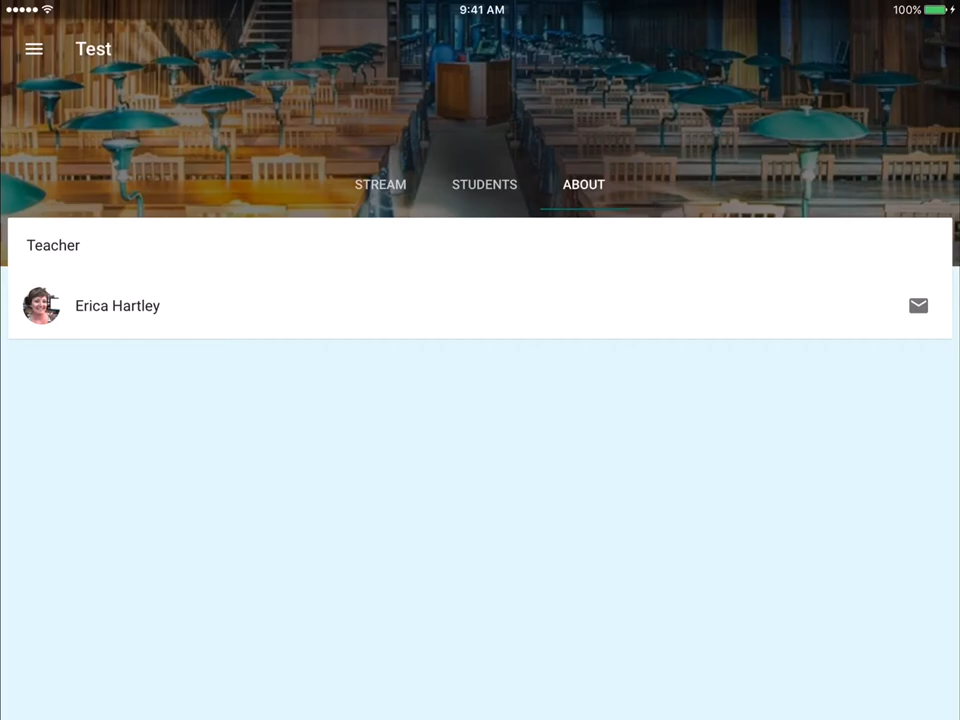 9:41 AM
100%
Test
STREAM STUDENTS ABOUT
Teacher
Erica Hartley